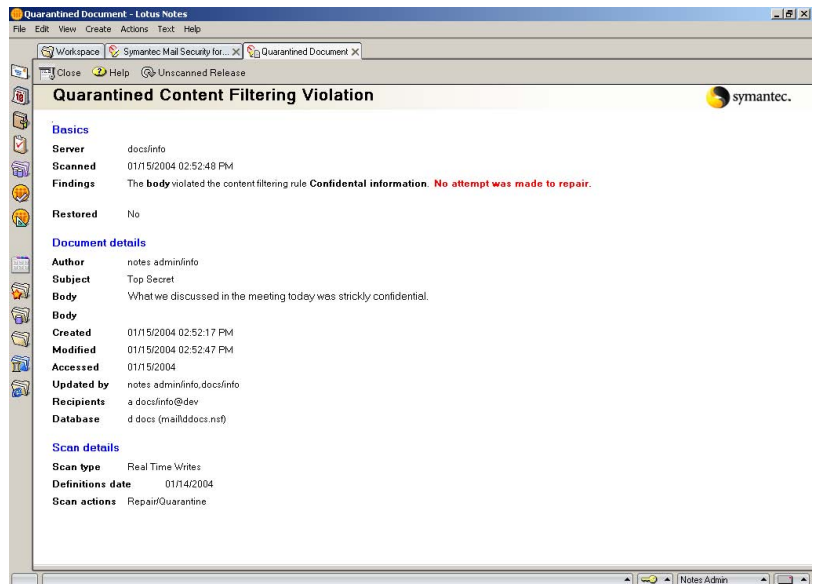 Quarantined Document - Lotus Notes
File Edit View Create Actions Text Help
Workspace Symantec Mail Security for... Quarantined Document
Close Help Unscanned Release
Quarantined Content Filtering Violation
symantec.
Basics
Server docs/info
Scanned 01/15/2004 02:52:48 PM
Findings The body violated the content filtering rule Confidental information. No attempt was made to repair.
Restored No
Document details
Author notes admin/info
Subject Top Secret
Body What we discussed in the meeting today was strickly confidential.
Body
Created 01/15/2004 02:52:17 PM
Modified 01/15/2004 02:52:47 PM
Accessed 01/15/2004
Updated by notes admin/info,docs/info
Recipients a docs/info@dev
Database d docs (mail\ddocs.nsf)
Scan details
Scan type Real Time Writes
Definitions date 01/14/2004
Scan actions Repair/Quarantine
Notes Admin